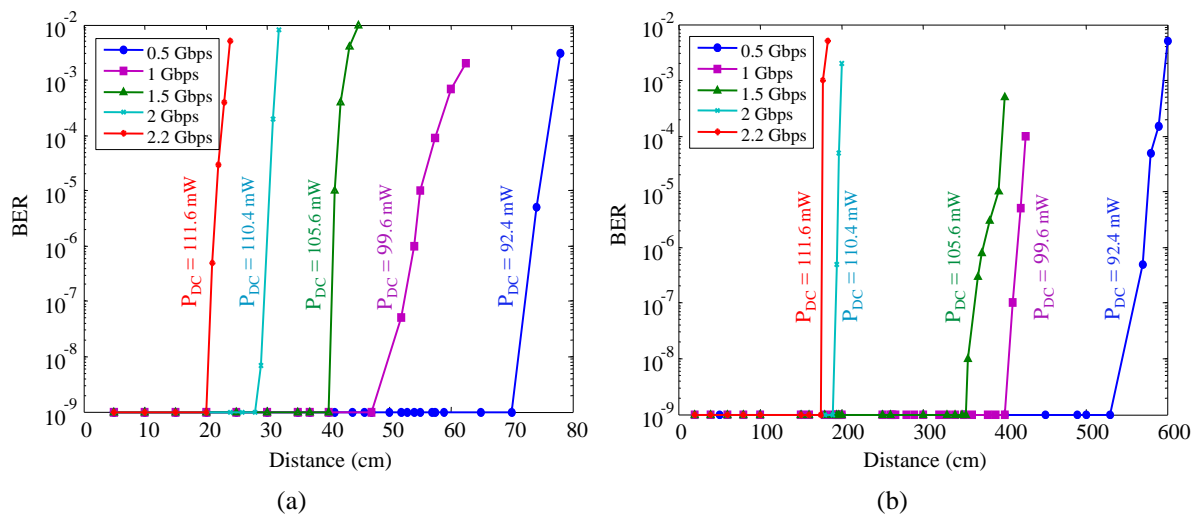 10^-2
10^-3
10^-4
10^-5
10^-6
10^-7
10^-8
10^-9
BER
0.5 Gbps
1 Gbps
1.5 Gbps
2 Gbps
2.2 Gbps
P_DC = 111.6 mW
P_DC = 110.4 mW
P_DC = 105.6 mW
P_DC = 99.6 mW
P_DC = 92.4 mW
0 10 20 30 40 50 60 70 80
Distance (cm)
(a)
10^-2
10^-3
10^-4
10^-5
10^-6
10^-7
10^-8
10^-9
BER
0.5 Gbps
1 Gbps
1.5 Gbps
2 Gbps
2.2 Gbps
P_DC = 111.6 mW
P_DC = 110.4 mW
P_DC = 105.6 mW
P_DC = 99.6 mW
P_DC = 92.4 mW
0 100 200 300 400 500 600
Distance (cm)
(b)